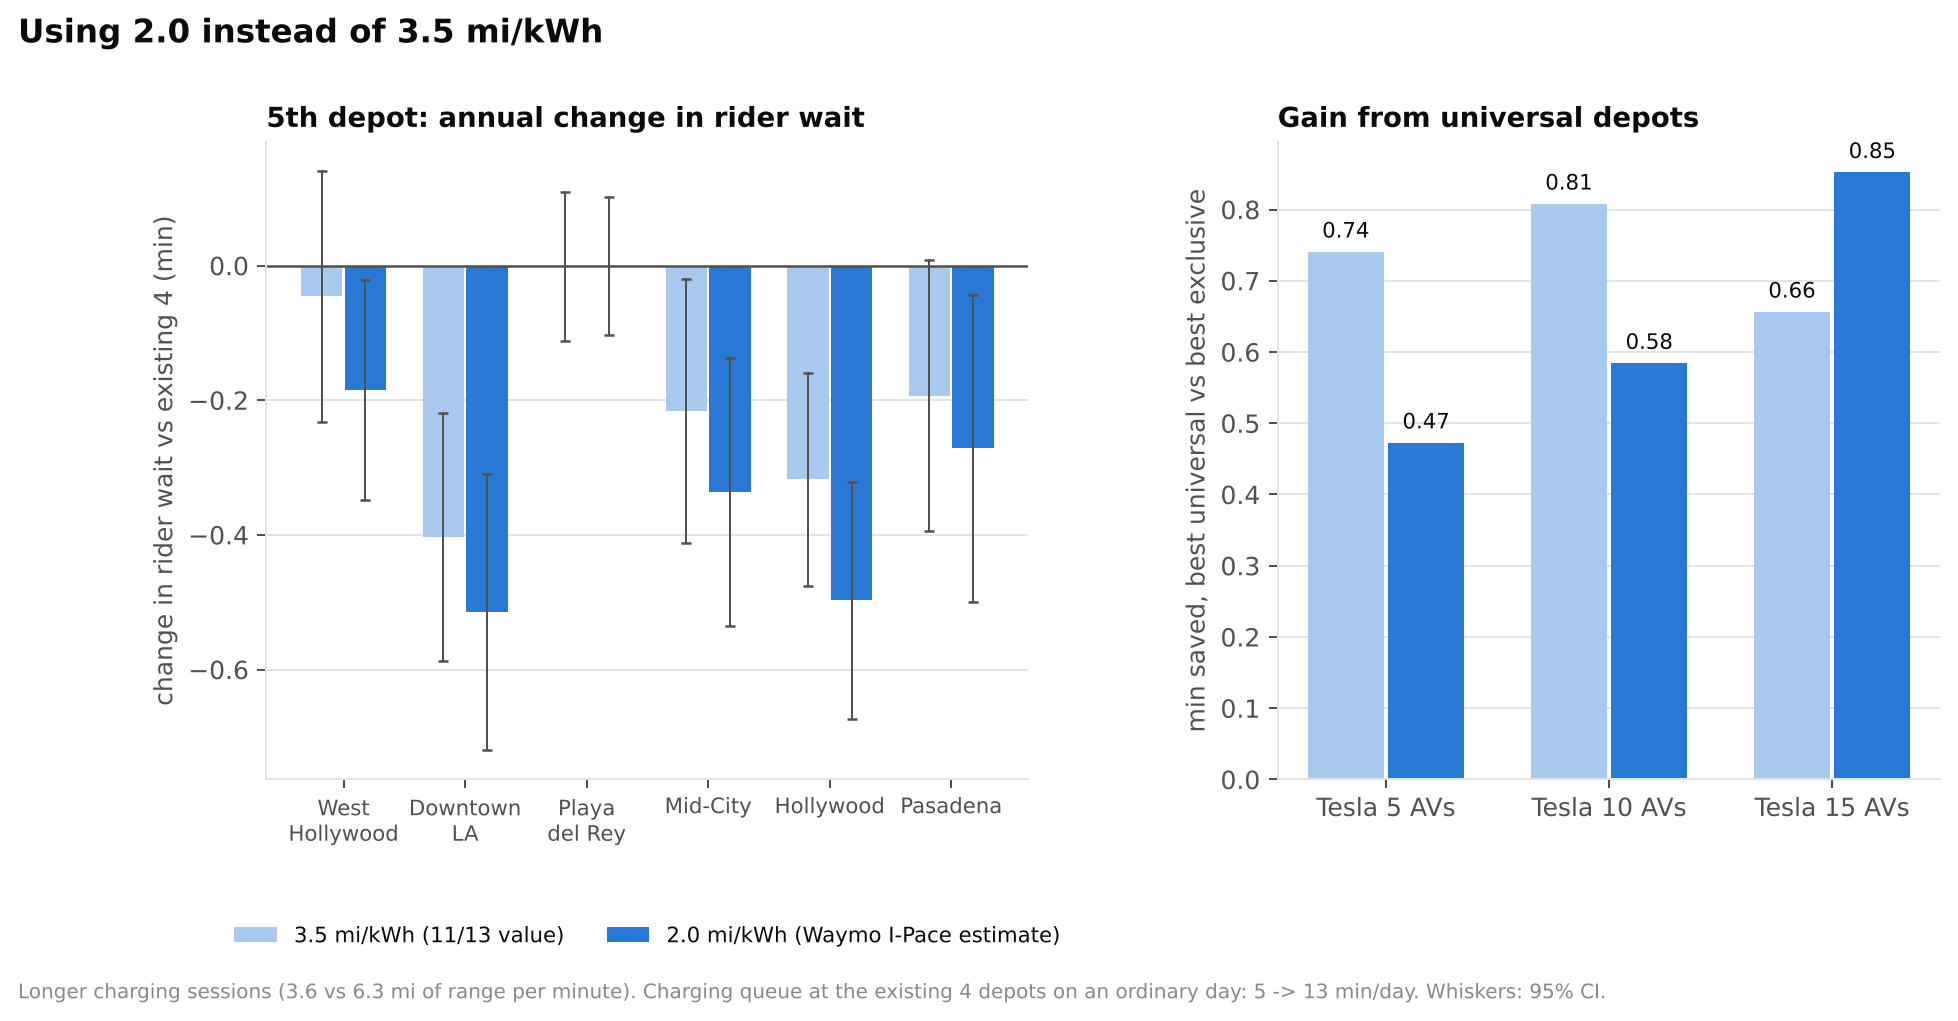 Using 2.0 instead of 3.5 mi/kWh
5th depot: annual change in rider wait
change in rider wait vs existing 4 (min)
0.0
−0.2
−0.4
−0.6
West
Hollywood
Downtown
LA
Playa
del Rey
Mid-City
Hollywood
Pasadena
Gain from universal depots
min saved, best universal vs best exclusive
0.8
0.7
0.6
0.5
0.4
0.3
0.2
0.1
0.0
0.74
0.47
0.81
0.58
0.66
0.85
Tesla 5 AVs
Tesla 10 AVs
Tesla 15 AVs
3.5 mi/kWh (11/13 value)
2.0 mi/kWh (Waymo I-Pace estimate)
Longer charging sessions (3.6 vs 6.3 mi of range per minute). Charging queue at the existing 4 depots on an ordinary day: 5 -> 13 min/day. Whiskers: 95% CI.